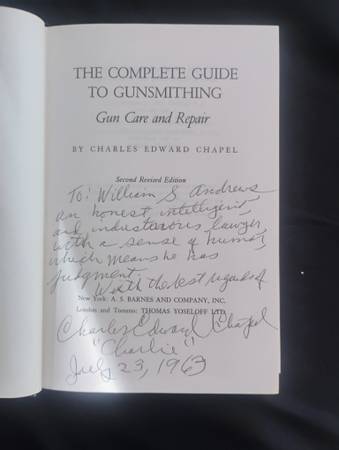 THE COMPLETE GUIDE
TO GUNSMITHING
Gun Care and Repair
BY CHARLES EDWARD CHAPEL
Second Revised Edition
To: William S. Andrews
an honest, intelligent,
and industrious lawyer,
with a sense of humor,
which means he has
judgment.
With the best regards of
New York: A. S. BARNES AND COMPANY, INC.
London and Toronto: THOMAS YOSELOFF LTD.
Charles Edward Chapel
"Charlie"
July 23, 1963